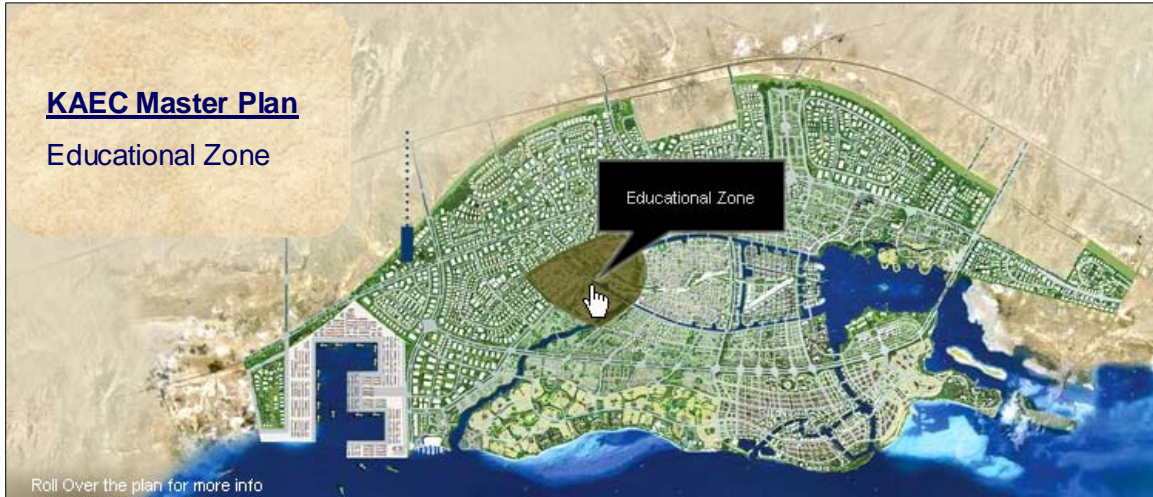 KAEC Master Plan
Educational Zone
Educational Zone
Roll Over the plan for more info